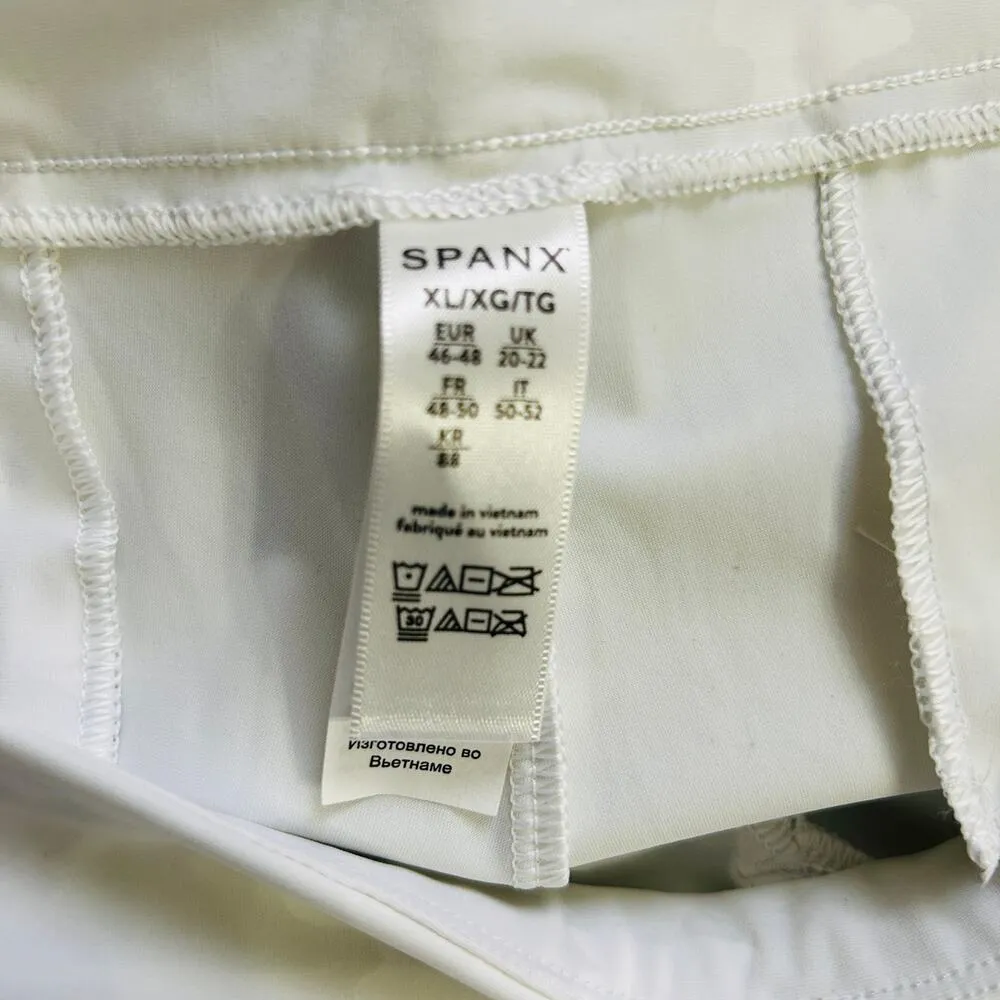 SPANX
XL/XG/TG
EUR UK
46-48 20-22
FR IT
48-50 50-52
KR
88
made in vietnam
fabriqué au vietnam
30
Изготовлено во
Вьетнаме